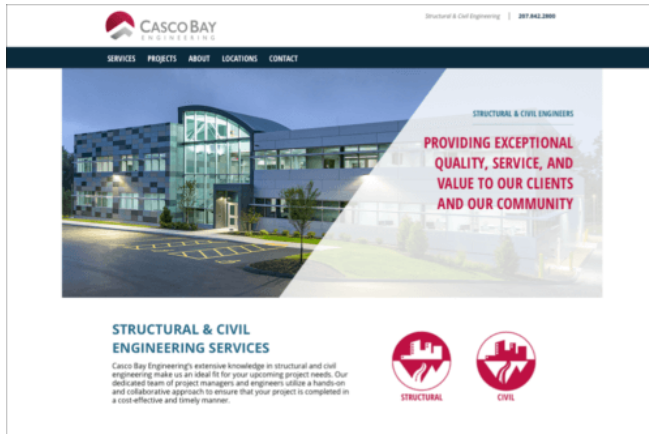 CASCO BAY
ENGINEERING
Structural & Civil Engineering | 207.842.2800
SERVICES PROJECTS ABOUT LOCATIONS CONTACT
STRUCTURAL & CIVIL ENGINEERS
PROVIDING EXCEPTIONAL
QUALITY, SERVICE, AND
VALUE TO OUR CLIENTS
AND OUR COMMUNITY
STRUCTURAL & CIVIL
ENGINEERING SERVICES
Casco Bay Engineering's extensive knowledge in structural and civil
engineering make us an ideal fit for your upcoming project needs. Our
dedicated team of project managers and engineers utilize a hands-on
and collaborative approach to ensure that your project is completed in
a cost-effective and timely manner.
STRUCTURAL
CIVIL